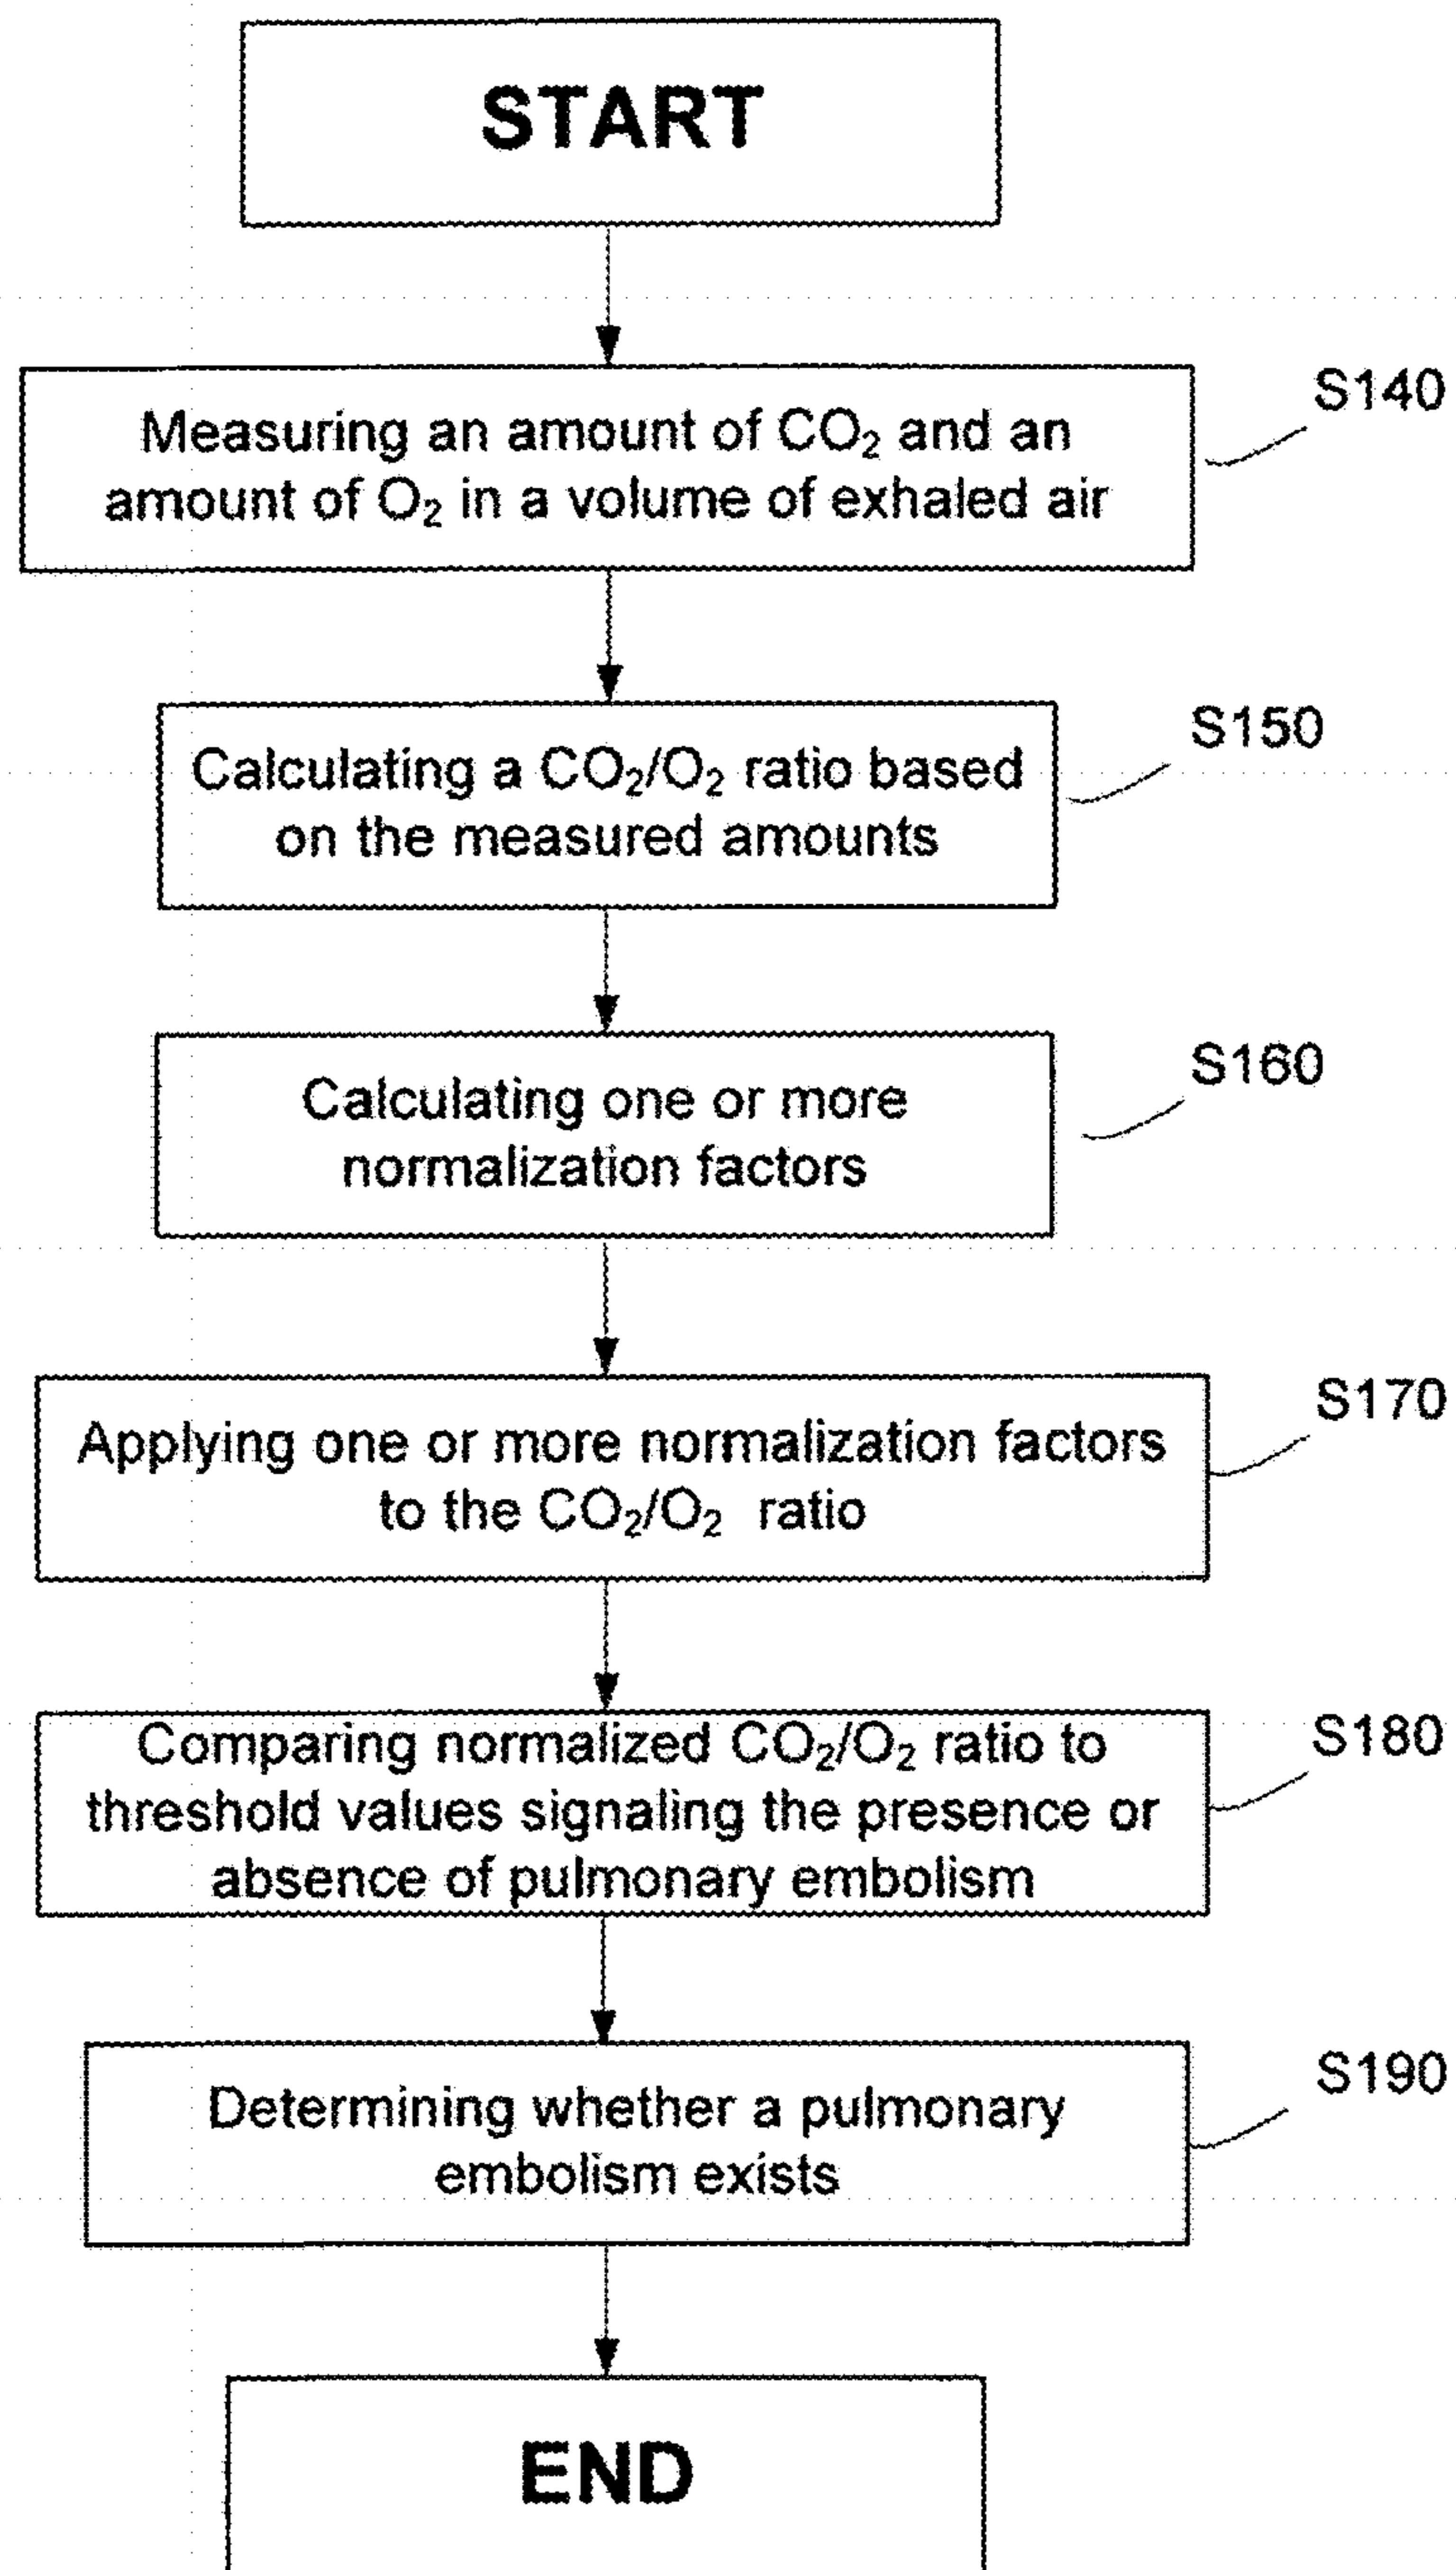 START
S140
Measuring an amount of CO₂ and an
amount of O₂ in a volume of exhaled air
S150
Calculating a CO₂/O₂ ratio based
on the measured amounts
S160
Calculating one or more
normalization factors
S170
Applying one or more normalization factors
to the CO₂/O₂ ratio
S180
Comparing normalized CO₂/O₂ ratio to
threshold values signaling the presence or
absence of pulmonary embolism
S190
Determining whether a pulmonary
embolism exists
END